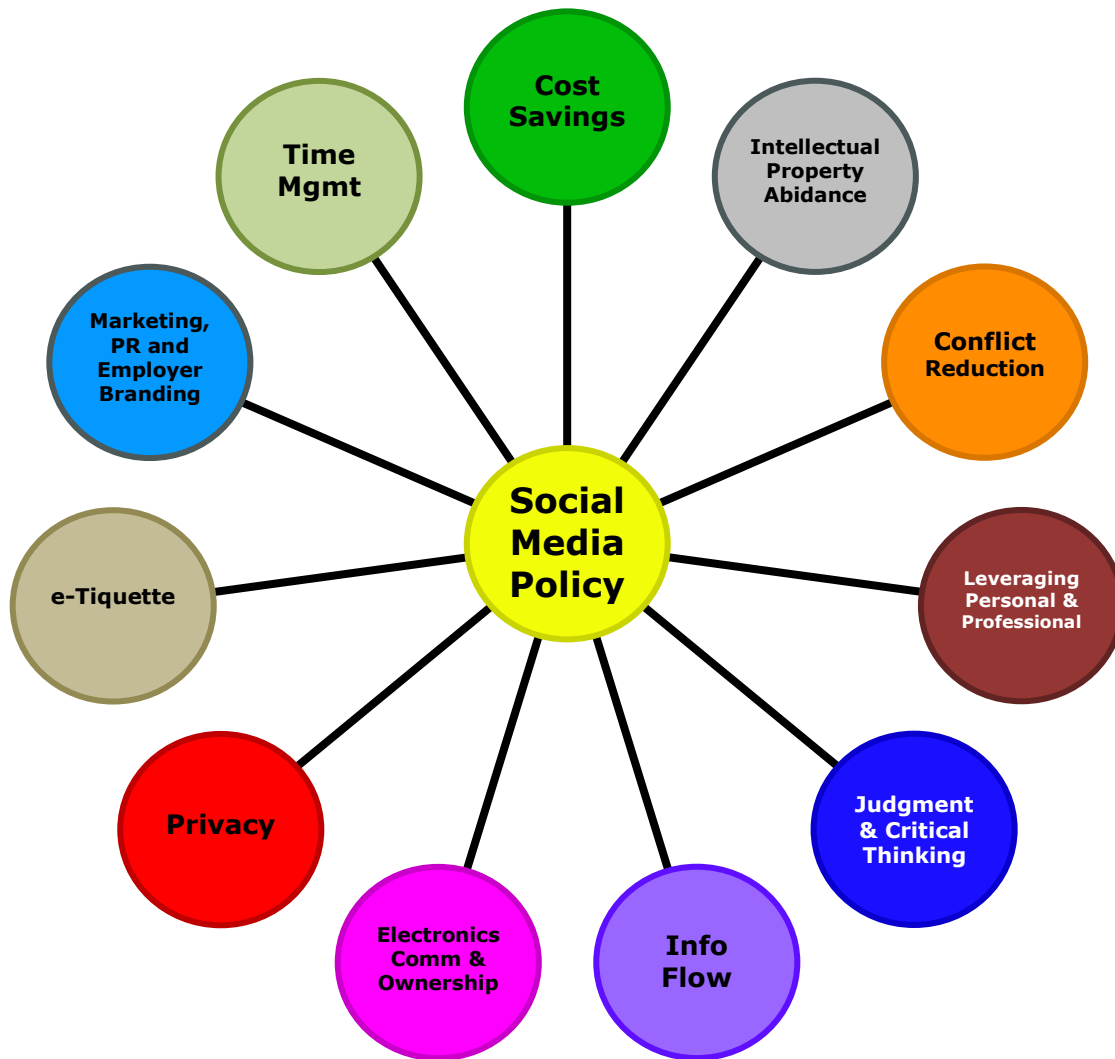 Cost
Savings
Intellectual
Property
Abidance
Conflict
Reduction
Leveraging
Personal &
Professional
Judgment
& Critical
Thinking
Info
Flow
Electronics
Comm &
Ownership
Privacy
e-Tiquette
Marketing,
PR and
Employer
Branding
Time
Mgmt
Social
Media
Policy